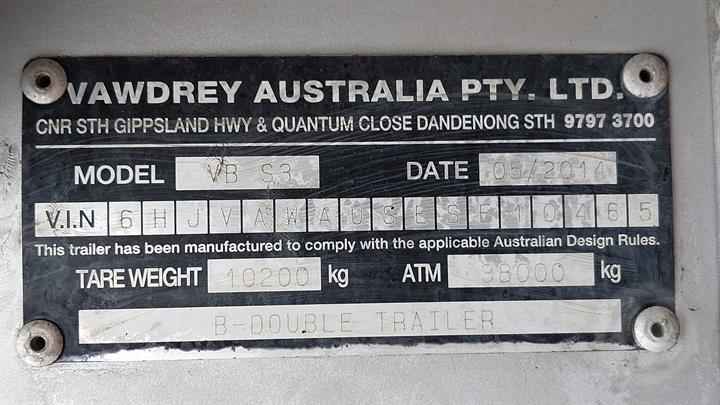 VAWDREY AUSTRALIA PTY. LTD.
CNR STH GIPPSLAND HWY & QUANTUM CLOSE DANDENONG STH 9797 3700
MODEL VB S3 DATE 05/2014
V.I.N 6HJVAWAUSESF10465
This trailer has been manufactured to comply with the applicable Australian Design Rules.
TARE WEIGHT 10200 kg ATM 38000 kg
B-DOUBLE TRAILER